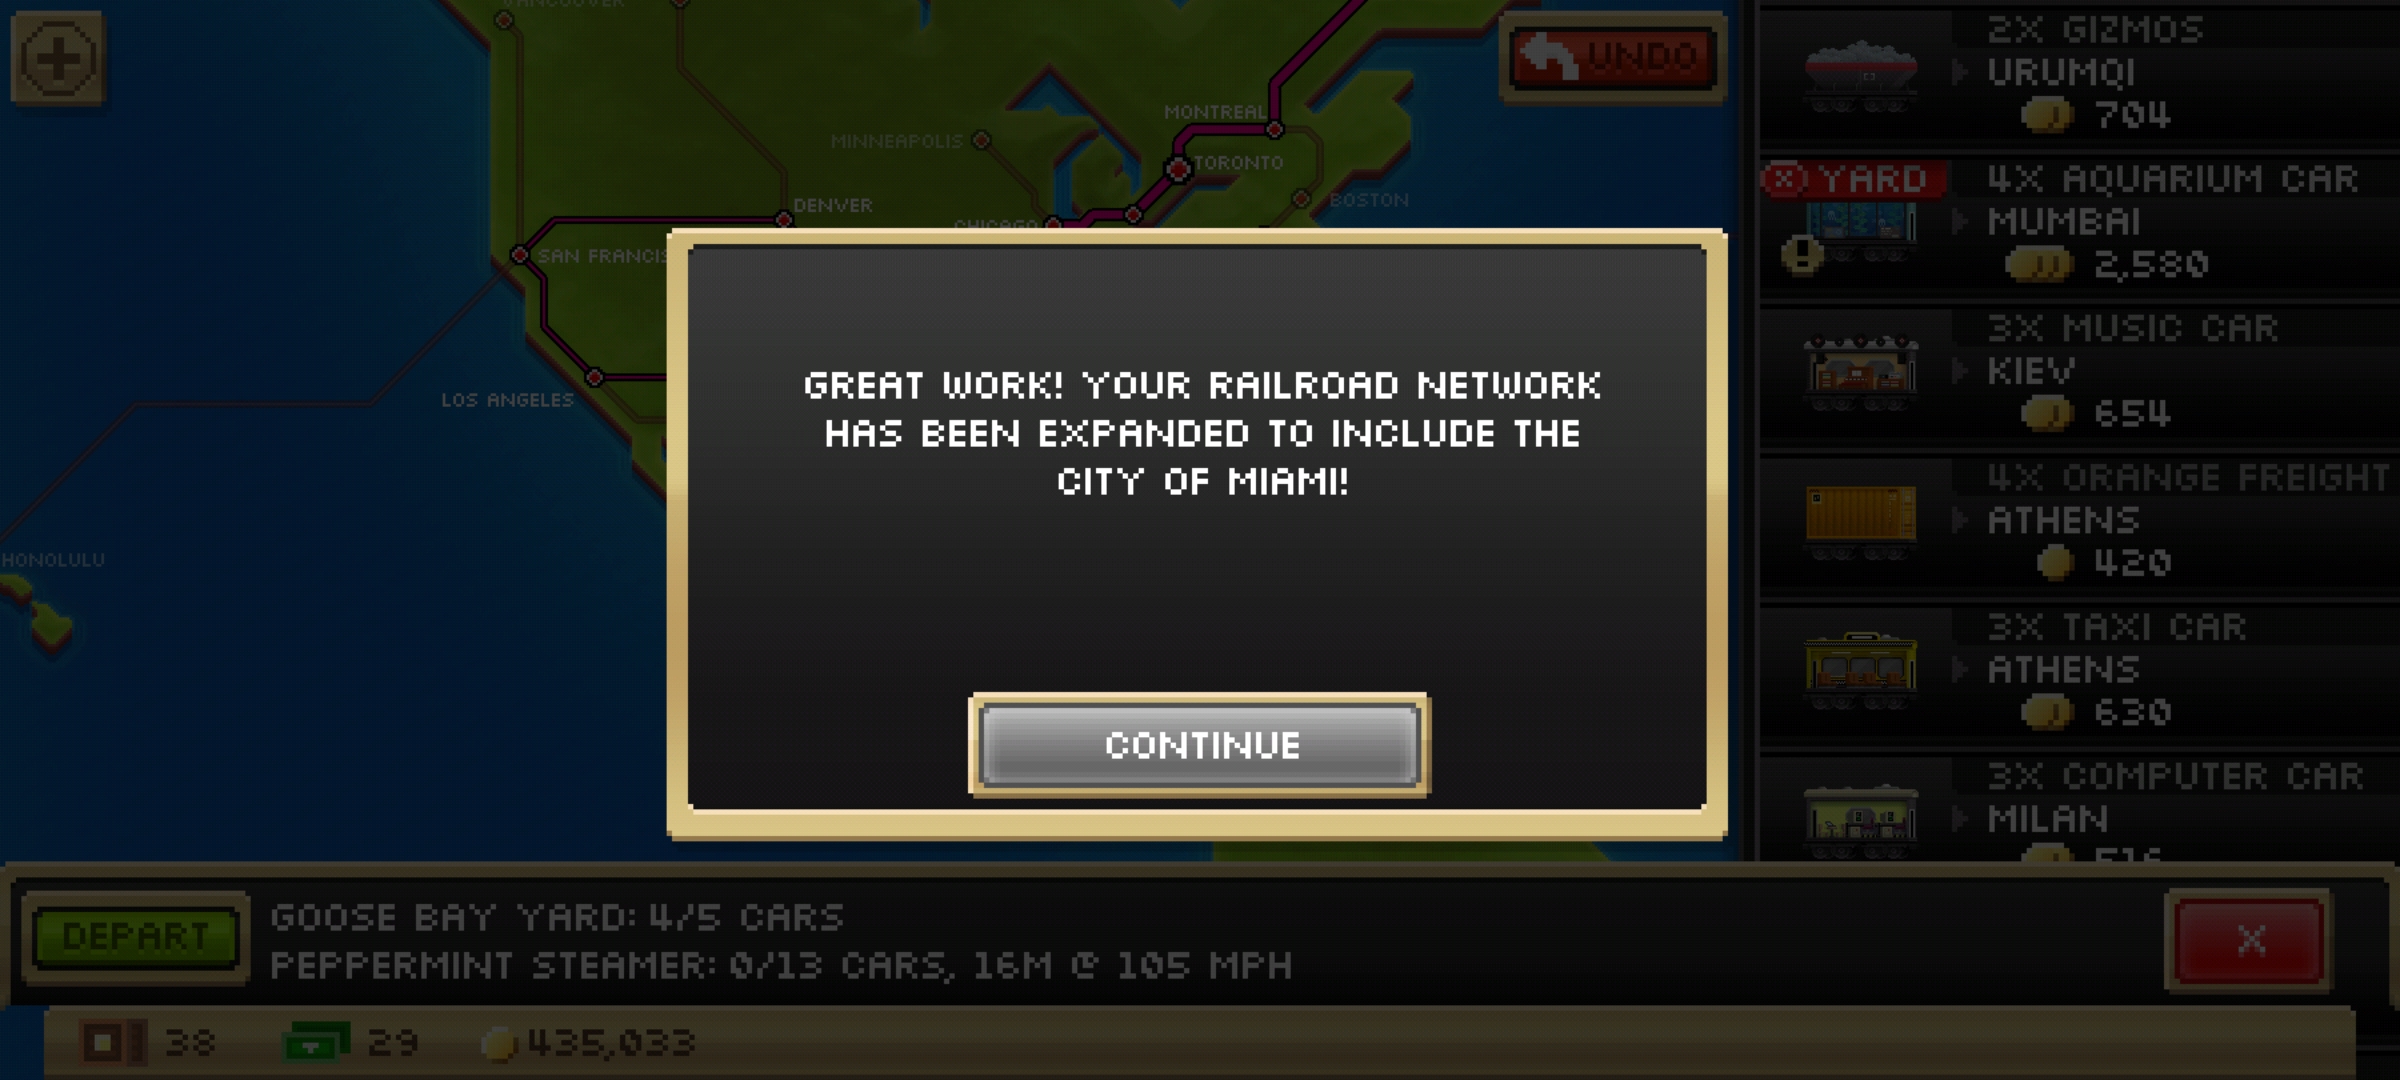 VANCOUVER
UNDO
MONTREAL
MINNEAPOLIS
TORONTO
DENVER
BOSTON
CHICAGO
SAN FRANCIS
LOS ANGELES
HONOLULU
2X GIZMOS
URUMQI
704
YARD
4X AQUARIUM CAR
MUMBAI
2,580
3X MUSIC CAR
KIEV
654
4X ORANGE FREIGHT
ATHENS
420
3X TAXI CAR
ATHENS
630
3X COMPUTER CAR
MILAN
516
GREAT WORK! YOUR RAILROAD NETWORK
HAS BEEN EXPANDED TO INCLUDE THE
CITY OF MIAMI!
CONTINUE
DEPART
GOOSE BAY YARD: 4/5 CARS
PEPPERMINT STEAMER: 0/13 CARS, 16M @ 105 MPH
X
38
29
435,033